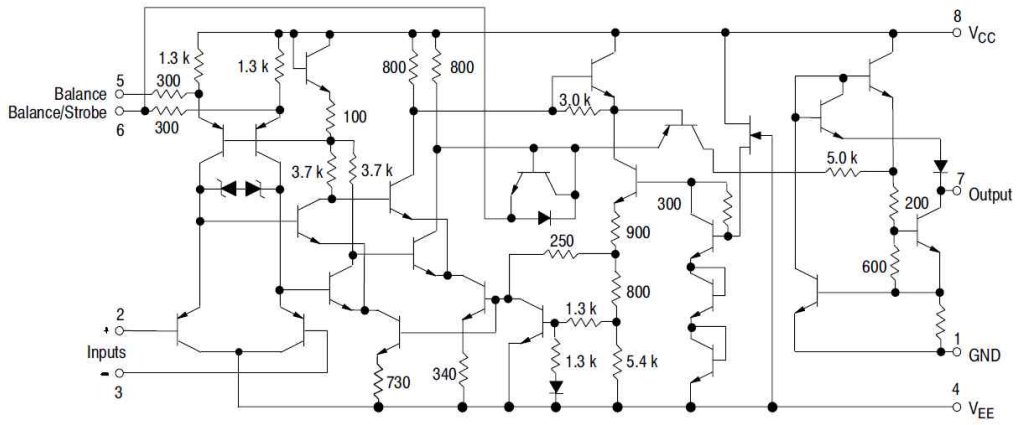 8
V_CC
1.3 k
1.3 k
800
800
5
300
Balance
Balance/Strobe
6
300
100
3.0 k
3.7 k
3.7 k
5.0 k
7
Output
300
200
900
250
600
800
2
+
1.3 k
Inputs
1.3 k
5.4 k
1
GND
-
3
730
340
4
V_EE